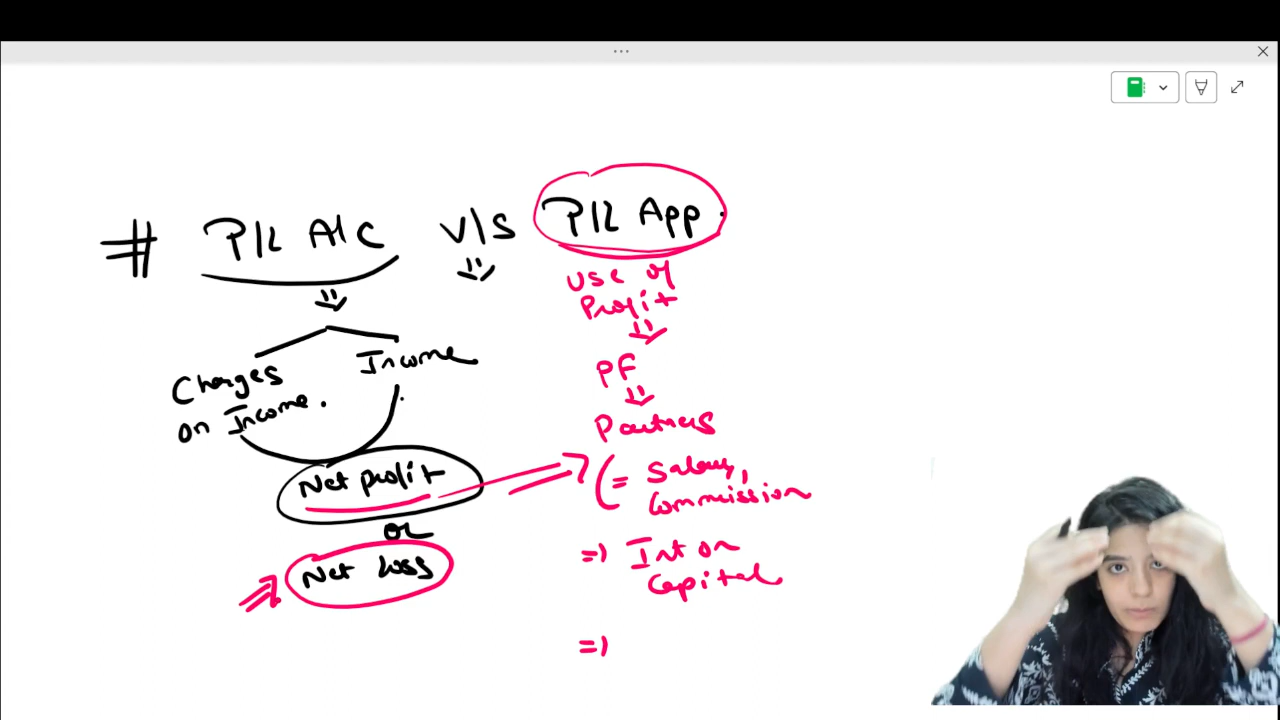 # P/L A/C V/S P/L App.
Use of
Profit
PF
Partners
Income
Charges
on Income.
Net profit
or
Net loss
(= Salary,
Commission
=) Int on
Capital
=)